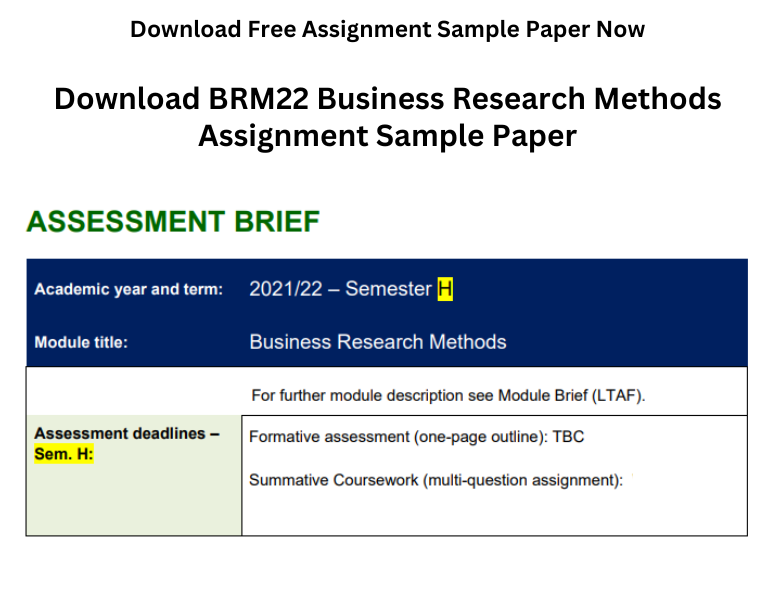 Download Free Assignment Sample Paper Now
Download BRM22 Business Research Methods
Assignment Sample Paper
ASSESSMENT BRIEF
Academic year and term: 2021/22 – Semester H
Module title: Business Research Methods
For further module description see Module Brief (LTAF).
Assessment deadlines – Formative assessment (one-page outline): TBC
Sem. H:
Summative Coursework (multi-question assignment):